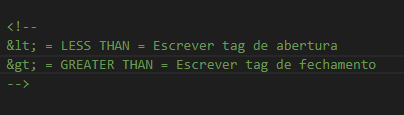 <!--
&lt; = LESS THAN = Escrever tag de abertura
&gt; = GREATER THAN = Escrever tag de fechamento
-->